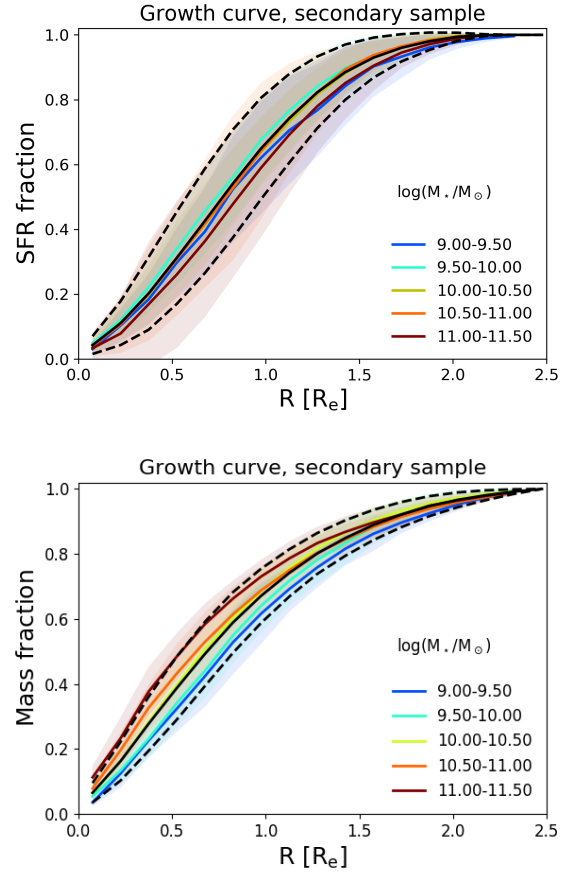 Growth curve, secondary sample
SFR fraction
1.0
0.8
0.6
0.4
0.2
0.0
log(M⋆/M⊙)
9.00-9.50
9.50-10.00
10.00-10.50
10.50-11.00
11.00-11.50
0.0 0.5 1.0 1.5 2.0 2.5
R [Re]
Growth curve, secondary sample
Mass fraction
1.0
0.8
0.6
0.4
0.2
0.0
log(M⋆/M⊙)
9.00-9.50
9.50-10.00
10.00-10.50
10.50-11.00
11.00-11.50
0.0 0.5 1.0 1.5 2.0 2.5
R [Re]